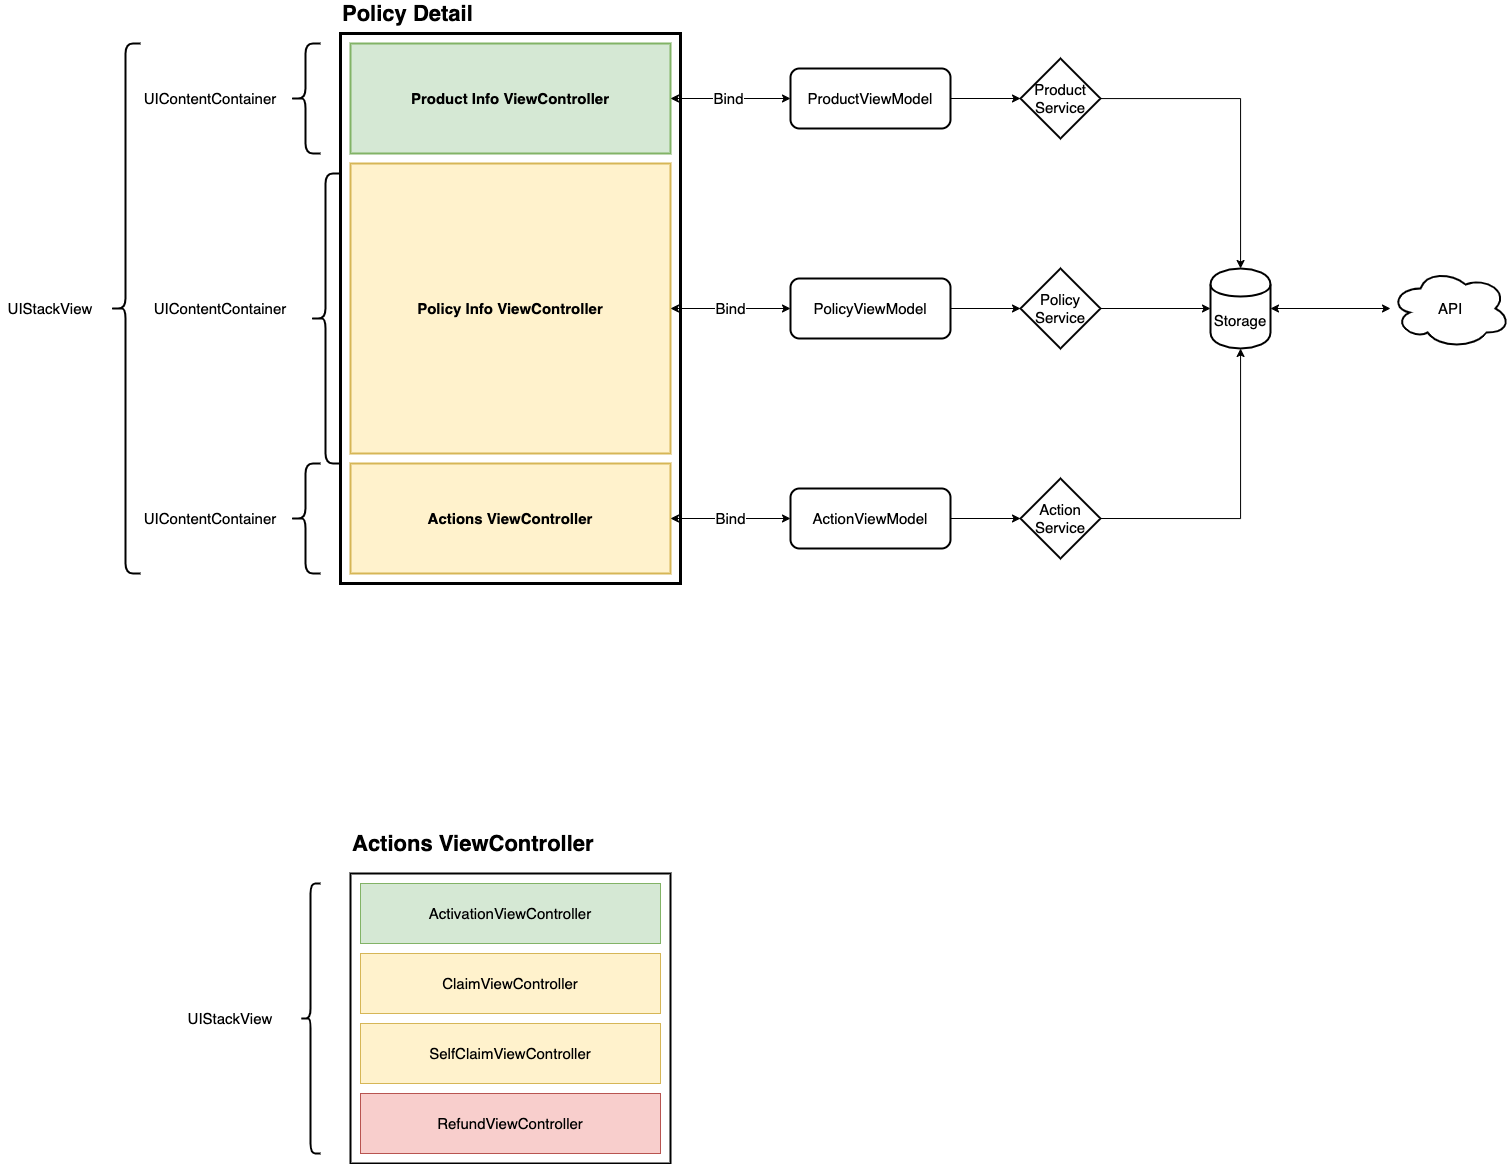 Policy Detail
UIContentContainer
Product Info ViewController
Bind
ProductViewModel
Product
Service
UIStackView
UIContentContainer
Policy Info ViewController
Bind
PolicyViewModel
Policy
Service
Storage
API
UIContentContainer
Actions ViewController
Bind
ActionViewModel
Action
Service
Actions ViewController
ActivationViewController
ClaimViewController
UIStackView
SelfClaimViewController
RefundViewController